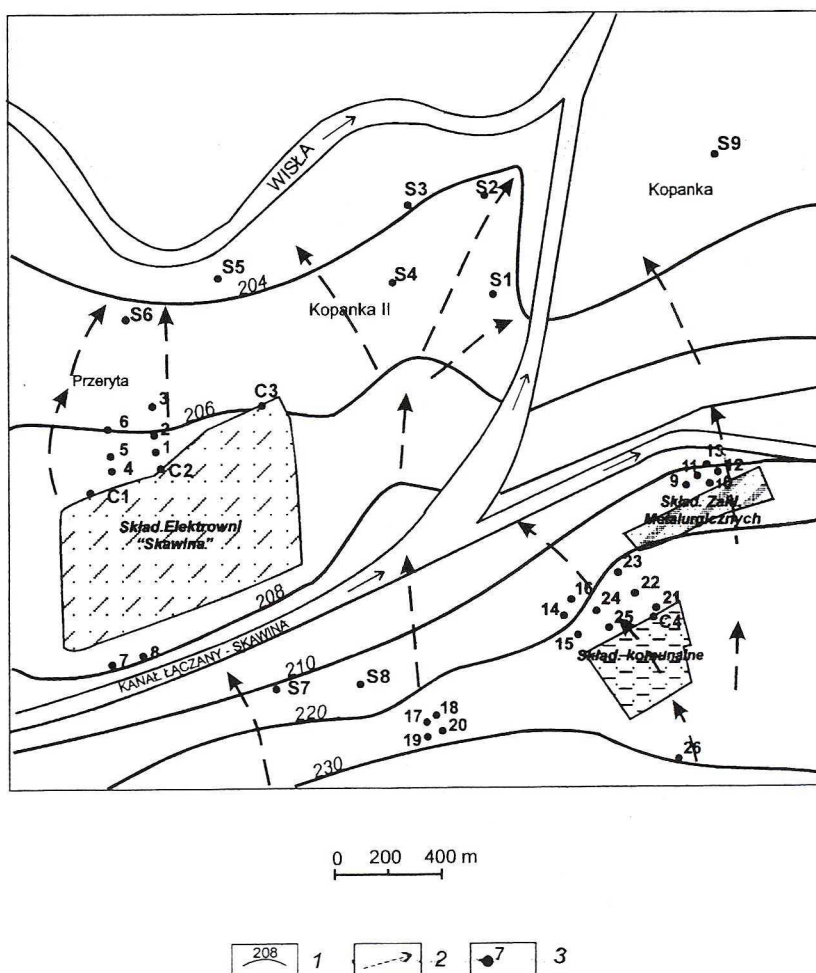 S9
WISŁA
Kopanka
S3
S2
S5
S4
S1
204
Kopanka II
S6
Przeryta
3
C3
6
2
206
5
1
4
C2
C1
Skład.Elektrowni
"Skawina"
13
11
12
9
10
Skład. Zakł.
Metalurgicznych
23
16
22
208
14
24
21
25
C4
15
Skład. komunalne
8
7
KANAŁ ŁĄCZANY - SKAWINA
210
S7
S8
220
18
17
20
19
26
230
0 200 400 m
208 1 2 7 3